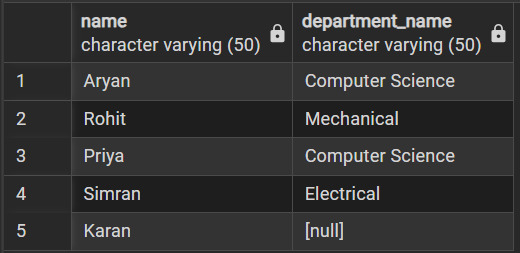 name department_name
character varying (50) character varying (50)
1 Aryan Computer Science
2 Rohit Mechanical
3 Priya Computer Science
4 Simran Electrical
5 Karan [null]